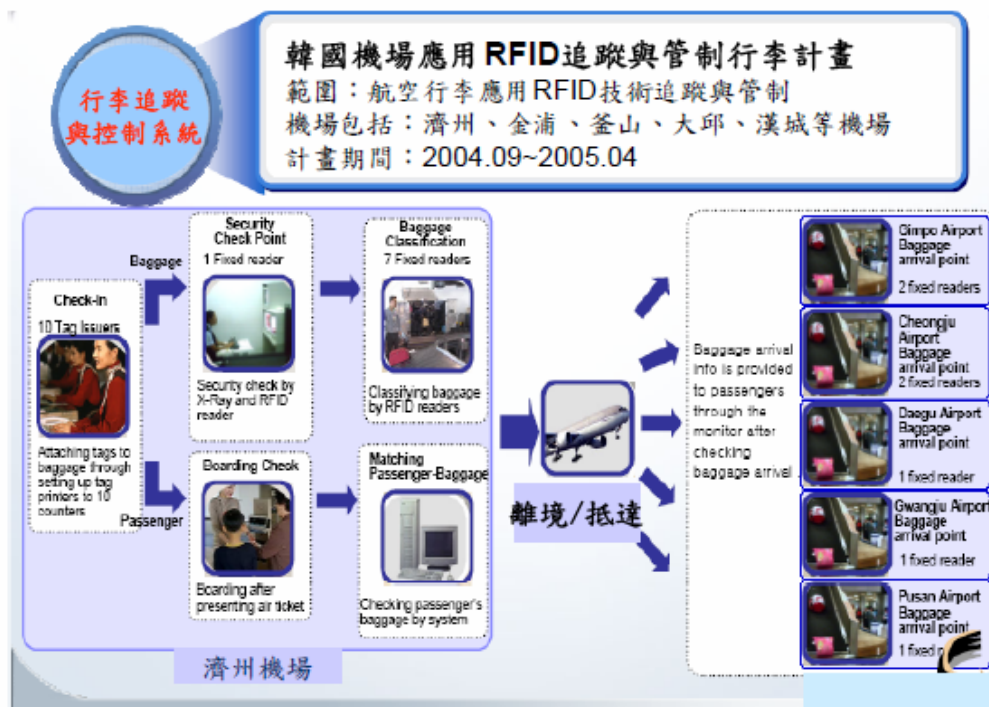 行李追蹤
與控制系統
韓國機場應用 RFID追蹤與管制行李計畫
範圍：航空行李應用RFID技術追蹤與管制
機場包括：濟州、金浦、釜山、大邱、漢城等機場
計畫期間：2004.09~2005.04
Baggage
Passenger
Check-In
10 Tag Issuers
Attaching tags to
baggage through
setting up tag
printers to 10
counters
Security
Check Point
1 Fixed reader
Security check by
X-Ray and RFID
reader
Baggage
Classification
7 Fixed readers
Classifying baggage
by RFID readers
Boarding Check
Boarding after
presenting air ticket
Matching
Passenger-Baggage
Checking passenger's
baggage by system
濟州機場
離境/抵達
Baggage arrival
info is provided
to passengers
through the
monitor after
checking
baggage arrival
Gimpo Airport
Baggage
arrival point
2 fixed readers
Cheongju
Airport
Baggage
arrival point
2 fixed readers
Daegu Airport
Baggage
arrival point
1 fixed reader
Gwangju Airport
Baggage
arrival point
1 fixed reader
Pusan Airport
Baggage
arrival point
1 fixed